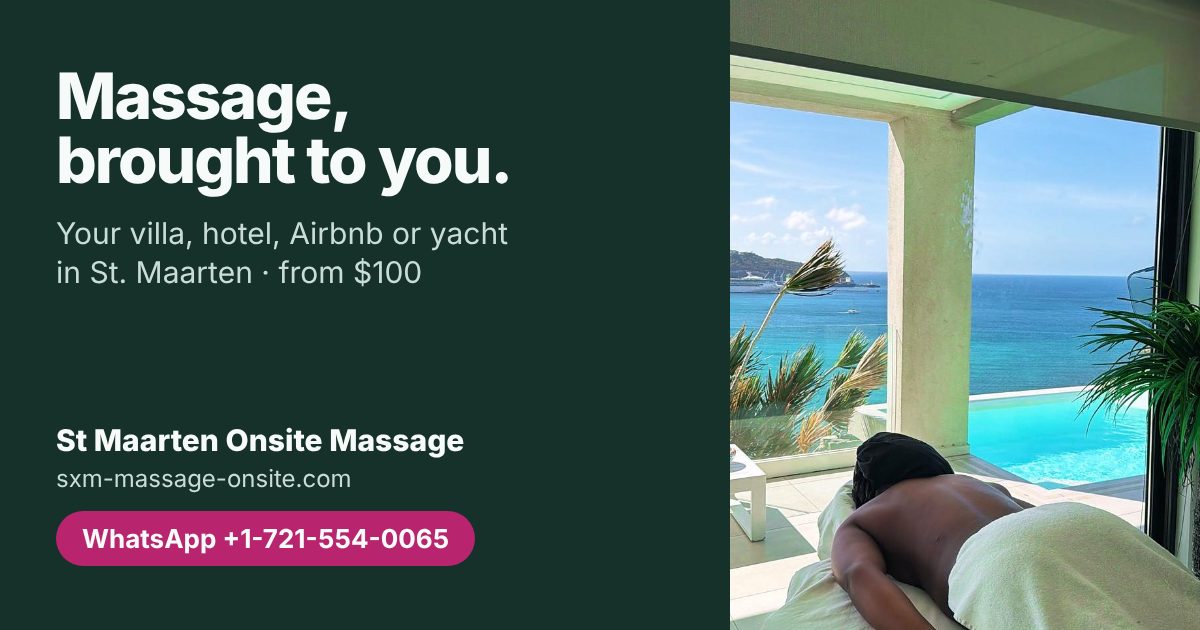 Massage,
brought to you.
Your villa, hotel, Airbnb or yacht
in St. Maarten · from $100
St Maarten Onsite Massage
sxm-massage-onsite.com
WhatsApp +1-721-554-0065